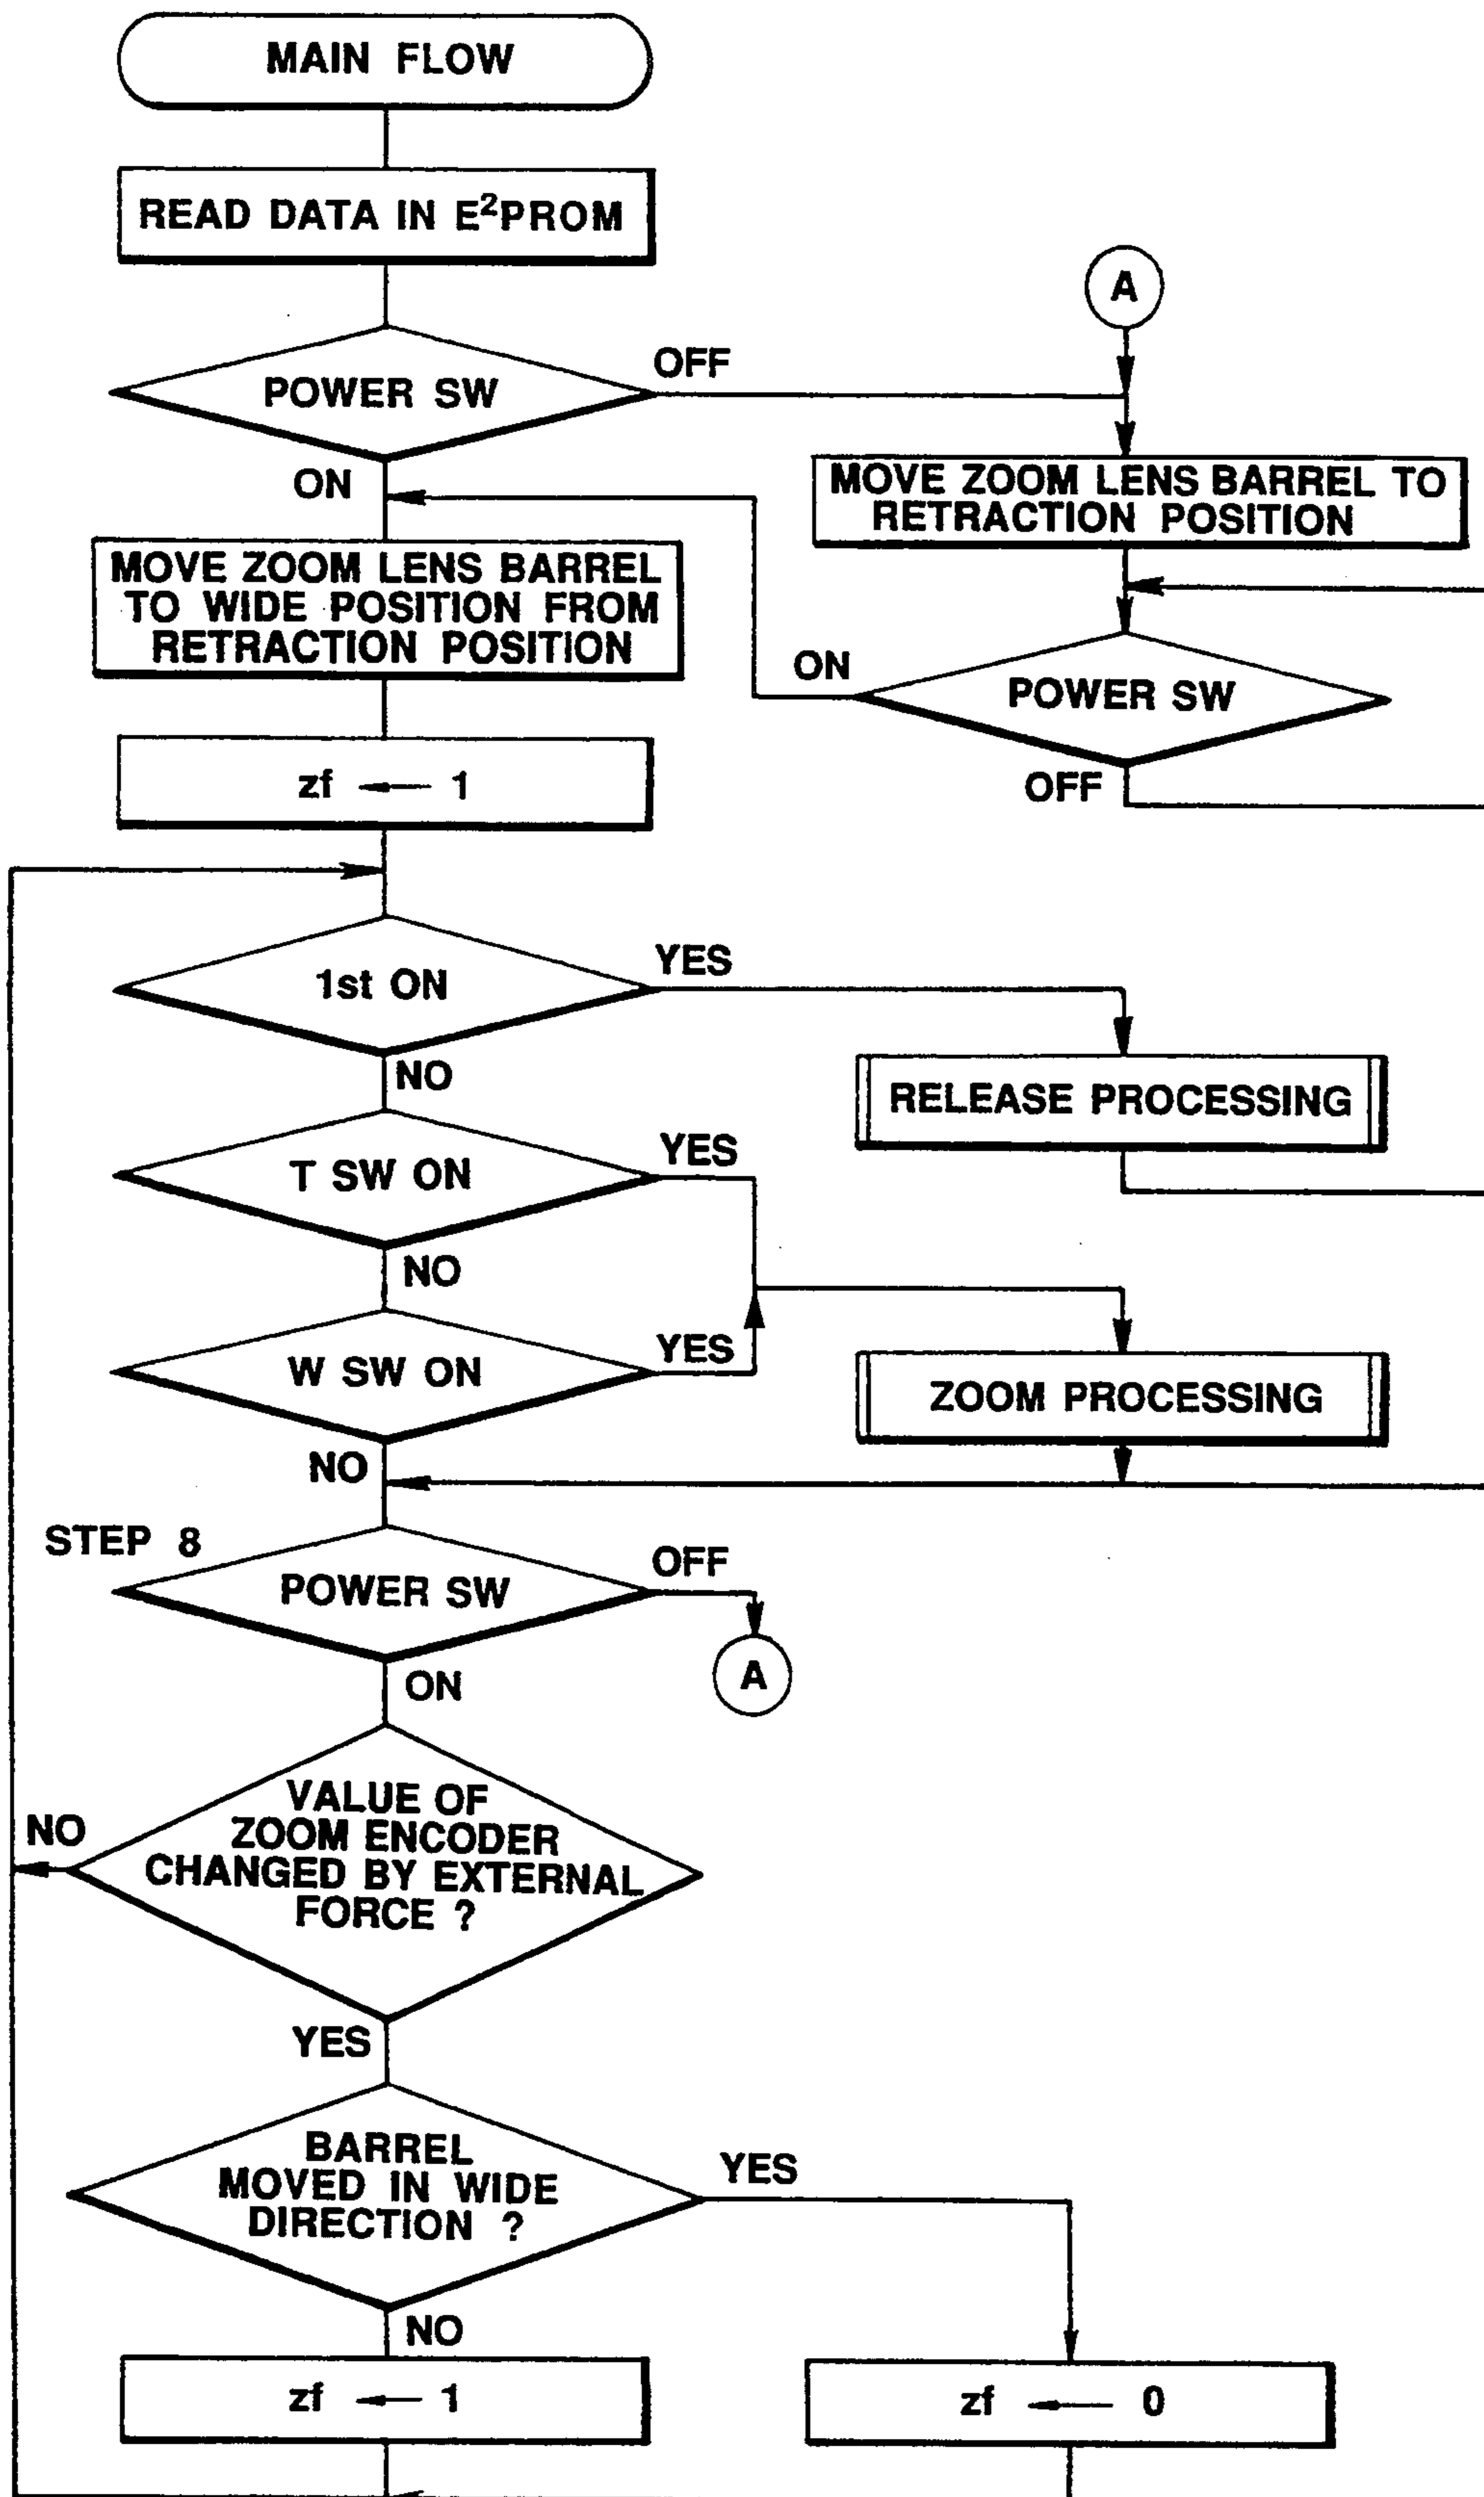 MAIN FLOW
READ DATA IN E²PROM
A
POWER SW
OFF
ON
MOVE ZOOM LENS BARREL TO
RETRACTION POSITION
MOVE ZOOM LENS BARREL
TO WIDE POSITION FROM
RETRACTION POSITION
ON
POWER SW
OFF
zf ← 1
1st ON
YES
NO
RELEASE PROCESSING
T SW ON
YES
NO
W SW ON
YES
ZOOM PROCESSING
NO
STEP 8
POWER SW
OFF
A
ON
VALUE OF
ZOOM ENCODER
CHANGED BY EXTERNAL
FORCE ?
NO
YES
BARREL
MOVED IN WIDE
DIRECTION ?
YES
NO
zf ← 1
zf ← 0